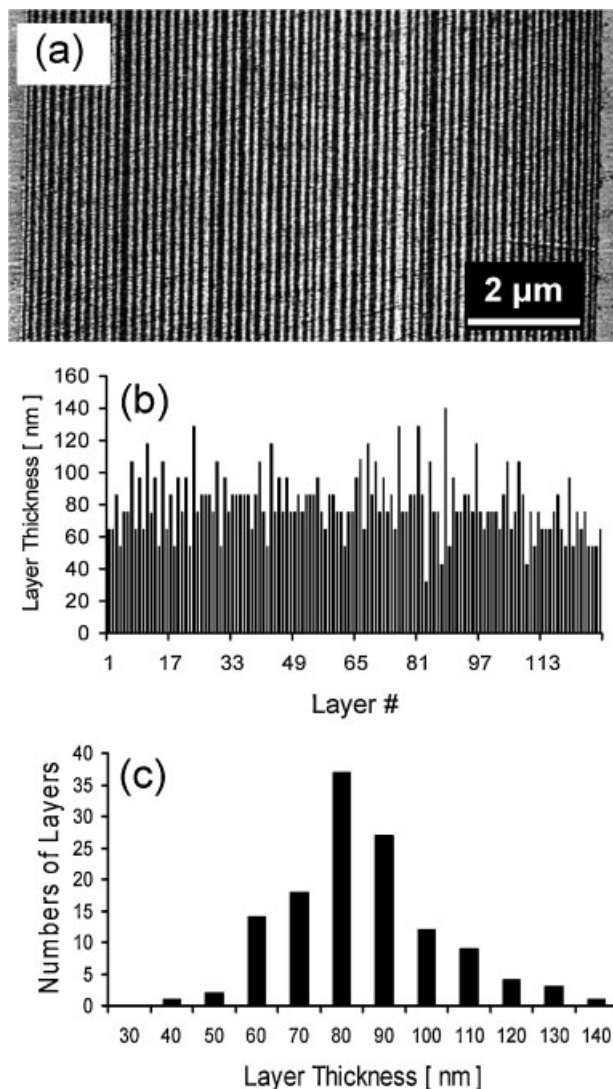 (a)
2 µm
(b)
Layer Thickness [ nm ]
160
140
120
100
80
60
40
20
0
1 17 33 49 65 81 97 113
Layer #
(c)
Numbers of Layers
40
35
30
25
20
15
10
5
0
30 40 50 60 70 80 90 100 110 120 130 140
Layer Thickness [ nm ]